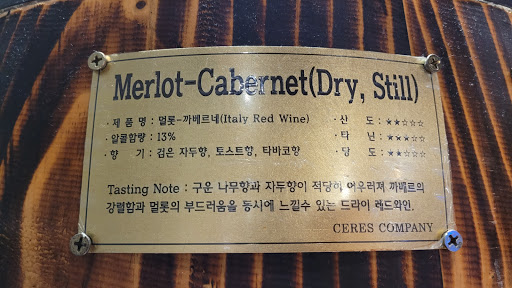 Merlot-Cabernet(Dry, Still)
· 제 품 명 : 멀롯-까베르네(Italy Red Wine) · 산 도 : ★★☆☆☆
· 알콜함량 : 13% · 타 닌 : ★★★☆☆
· 향 기 : 검은 자두향, 토스트향, 타바코향 · 당 도 : ★☆☆☆☆
Tasting Note : 구운 나무향과 자두향이 적당히 어우러져 까베르의
강렬함과 멀롯의 부드러움을 동시에 느낄수 있는 드라이 레드와인.
CERES COMPANY